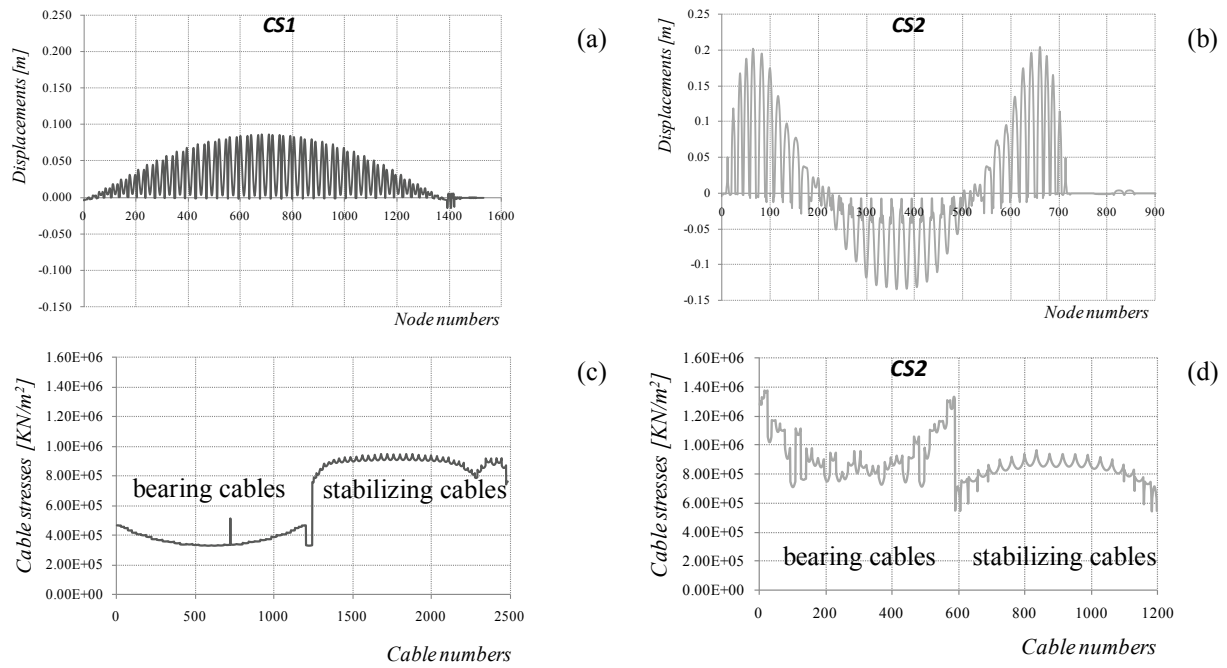 CS1
(a)
Displacements [m]
0.250
0.200
0.150
0.100
0.050
0.000
-0.050
-0.100
-0.150
0 200 400 600 800 1000 1200 1400 1600
Node numbers
CS2
(b)
Displacements [m]
0.25
0.2
0.15
0.1
0.05
0
-0.05
-0.1
-0.15
0 100 200 300 400 500 600 700 800 900
Node numbers
(c)
Cable stresses [KN/m²]
1.60E+06
1.40E+06
1.20E+06
1.00E+06
8.00E+05
6.00E+05
4.00E+05
2.00E+05
0.00E+00
bearing cables
stabilizing cables
0 500 1000 1500 2000 2500
Cable numbers
CS2
(d)
Cable stresses [KN/m²]
1.60E+06
1.40E+06
1.20E+06
1.00E+06
8.00E+05
6.00E+05
4.00E+05
2.00E+05
0.00E+00
bearing cables
stabilizing cables
0 200 400 600 800 1000 1200
Cable numbers